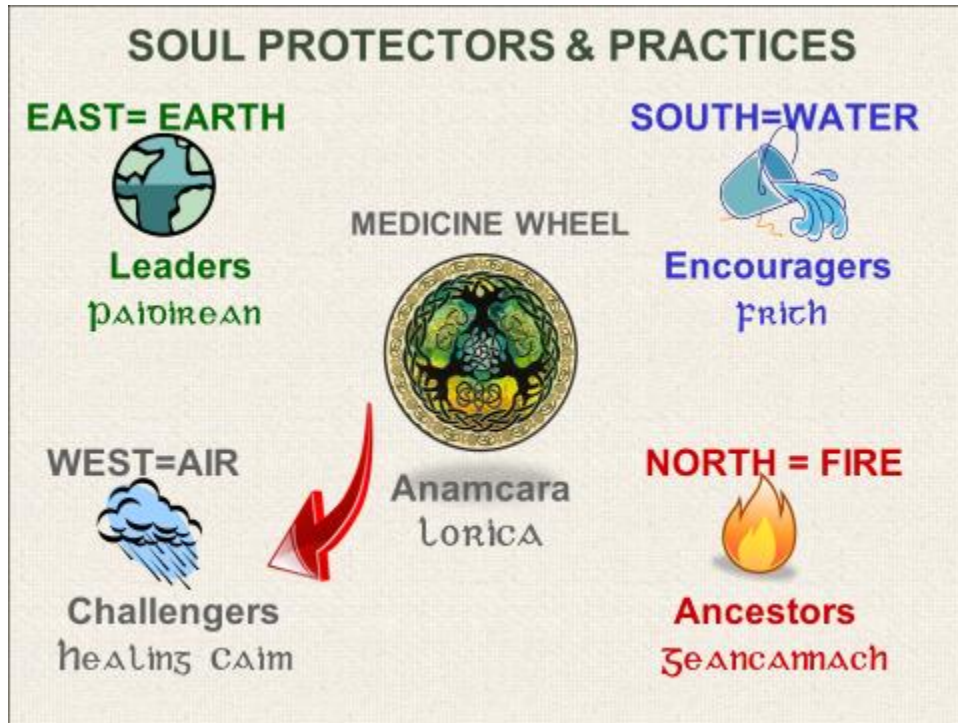 SOUL PROTECTORS & PRACTICES
EAST= EARTH
Leaders
Paidirean
SOUTH=WATER
Encouragers
Frith
MEDICINE WHEEL
Anamcara
Lorica
WEST=AIR
Challengers
Healing Caim
NORTH = FIRE
Ancestors
Geancannach